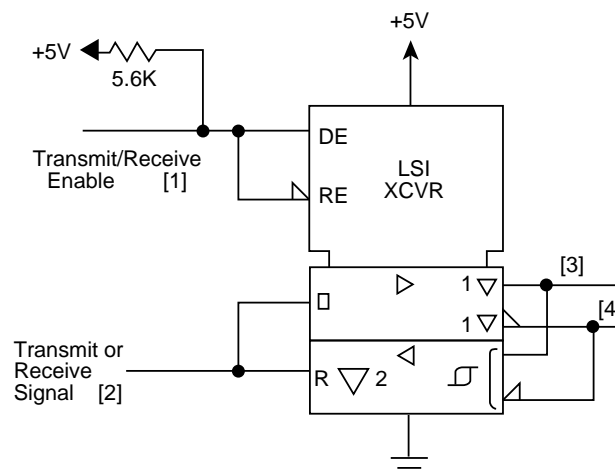 +5V
+5V
5.6K
DE
Transmit/Receive
Enable [1]
LSI
XCVR
RE
[3]
1
[4
1
Transmit or
Receive
Signal [2]
R
2